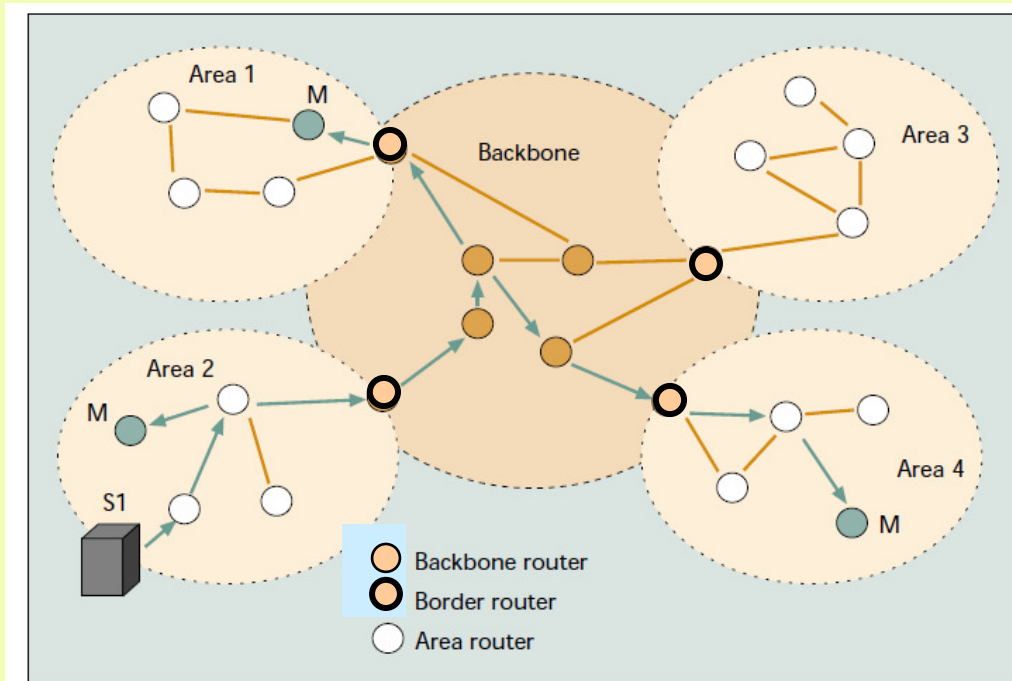 Area 1
M
Backbone
Area 3
Area 2
M
S1
Area 4
M
Backbone router
Border router
Area router